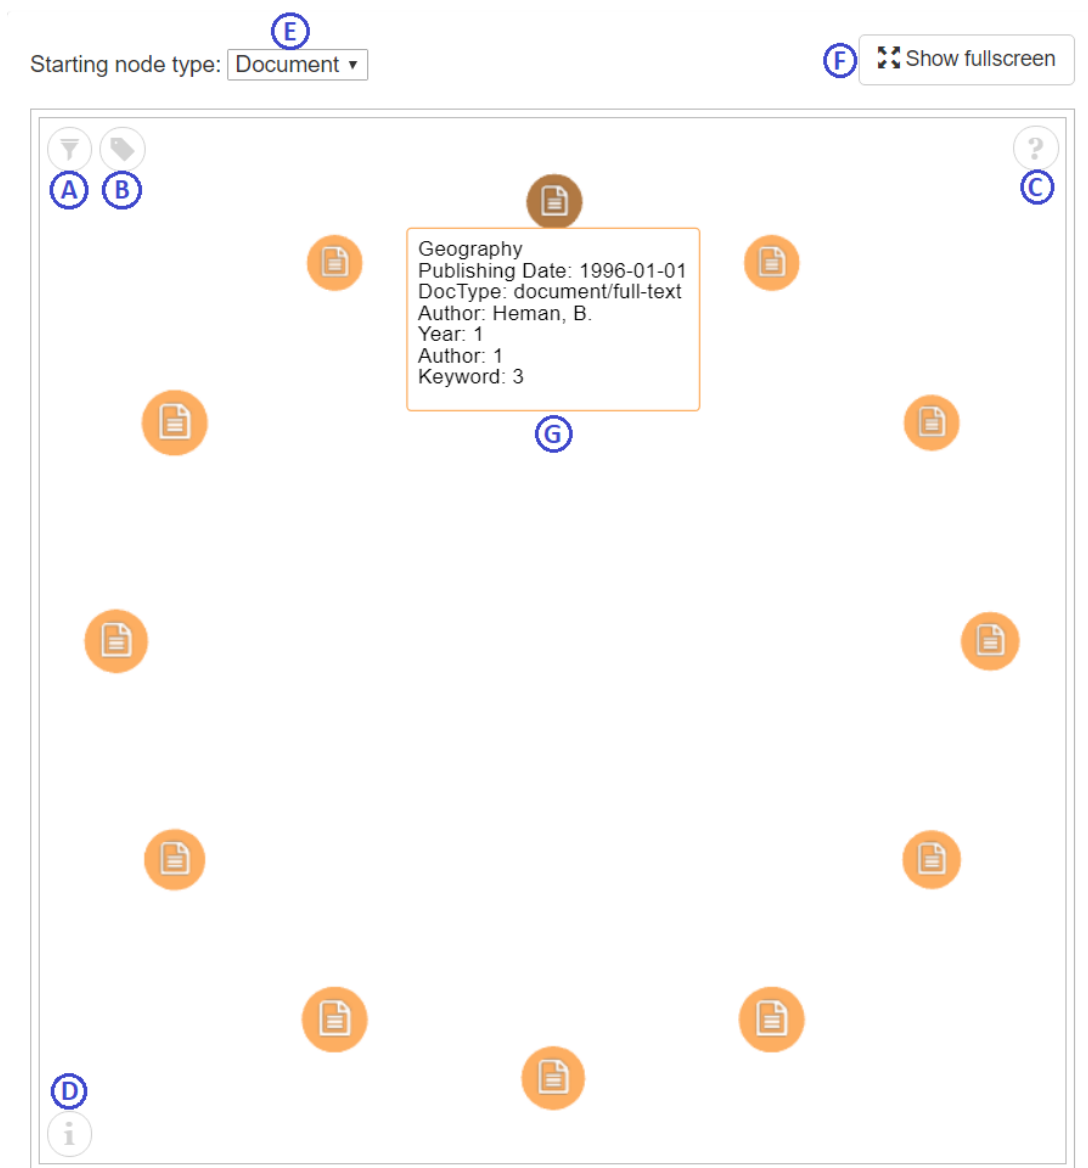 E
Starting node type: Document ▾
F
Show fullscreen
?
A
B
C
Geography
Publishing Date: 1996-01-01
DocType: document/full-text
Author: Heman, B.
Year: 1
Author: 1
Keyword: 3
G
D
i